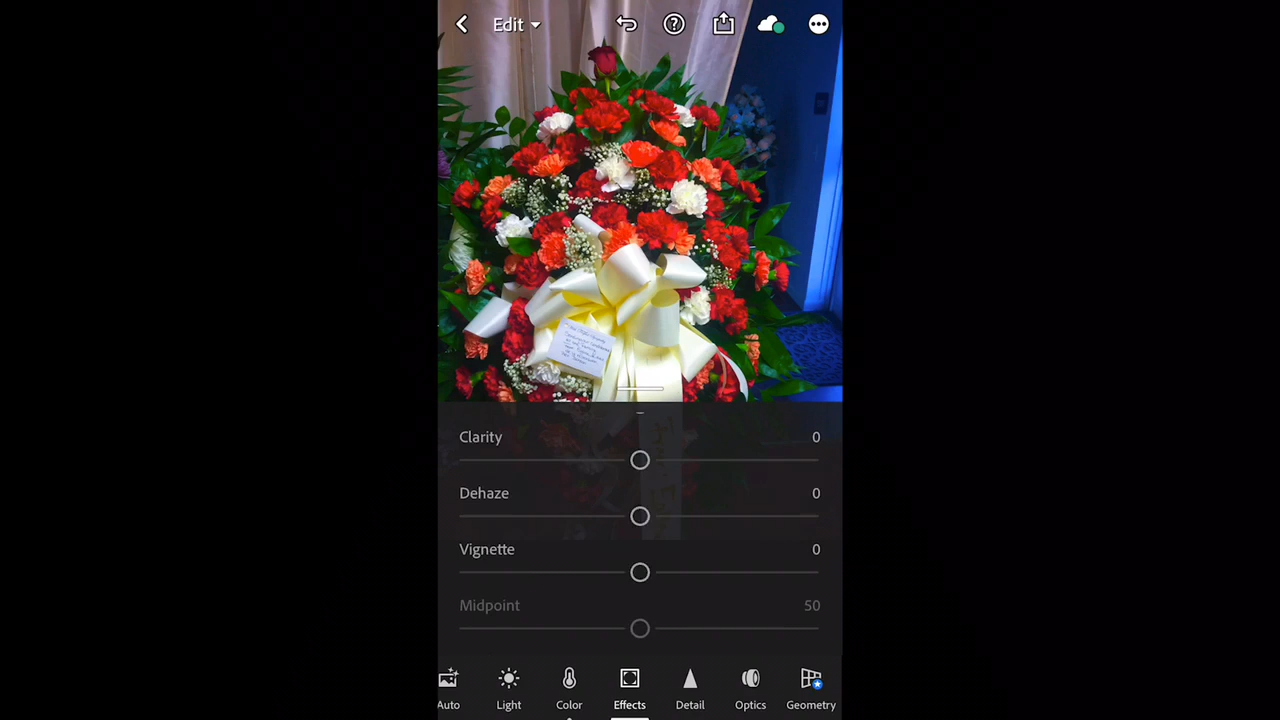 Edit
Clarity 0
Dehaze 0
Vignette 0
Midpoint 50
Auto Light Color Effects Detail Optics Geometry